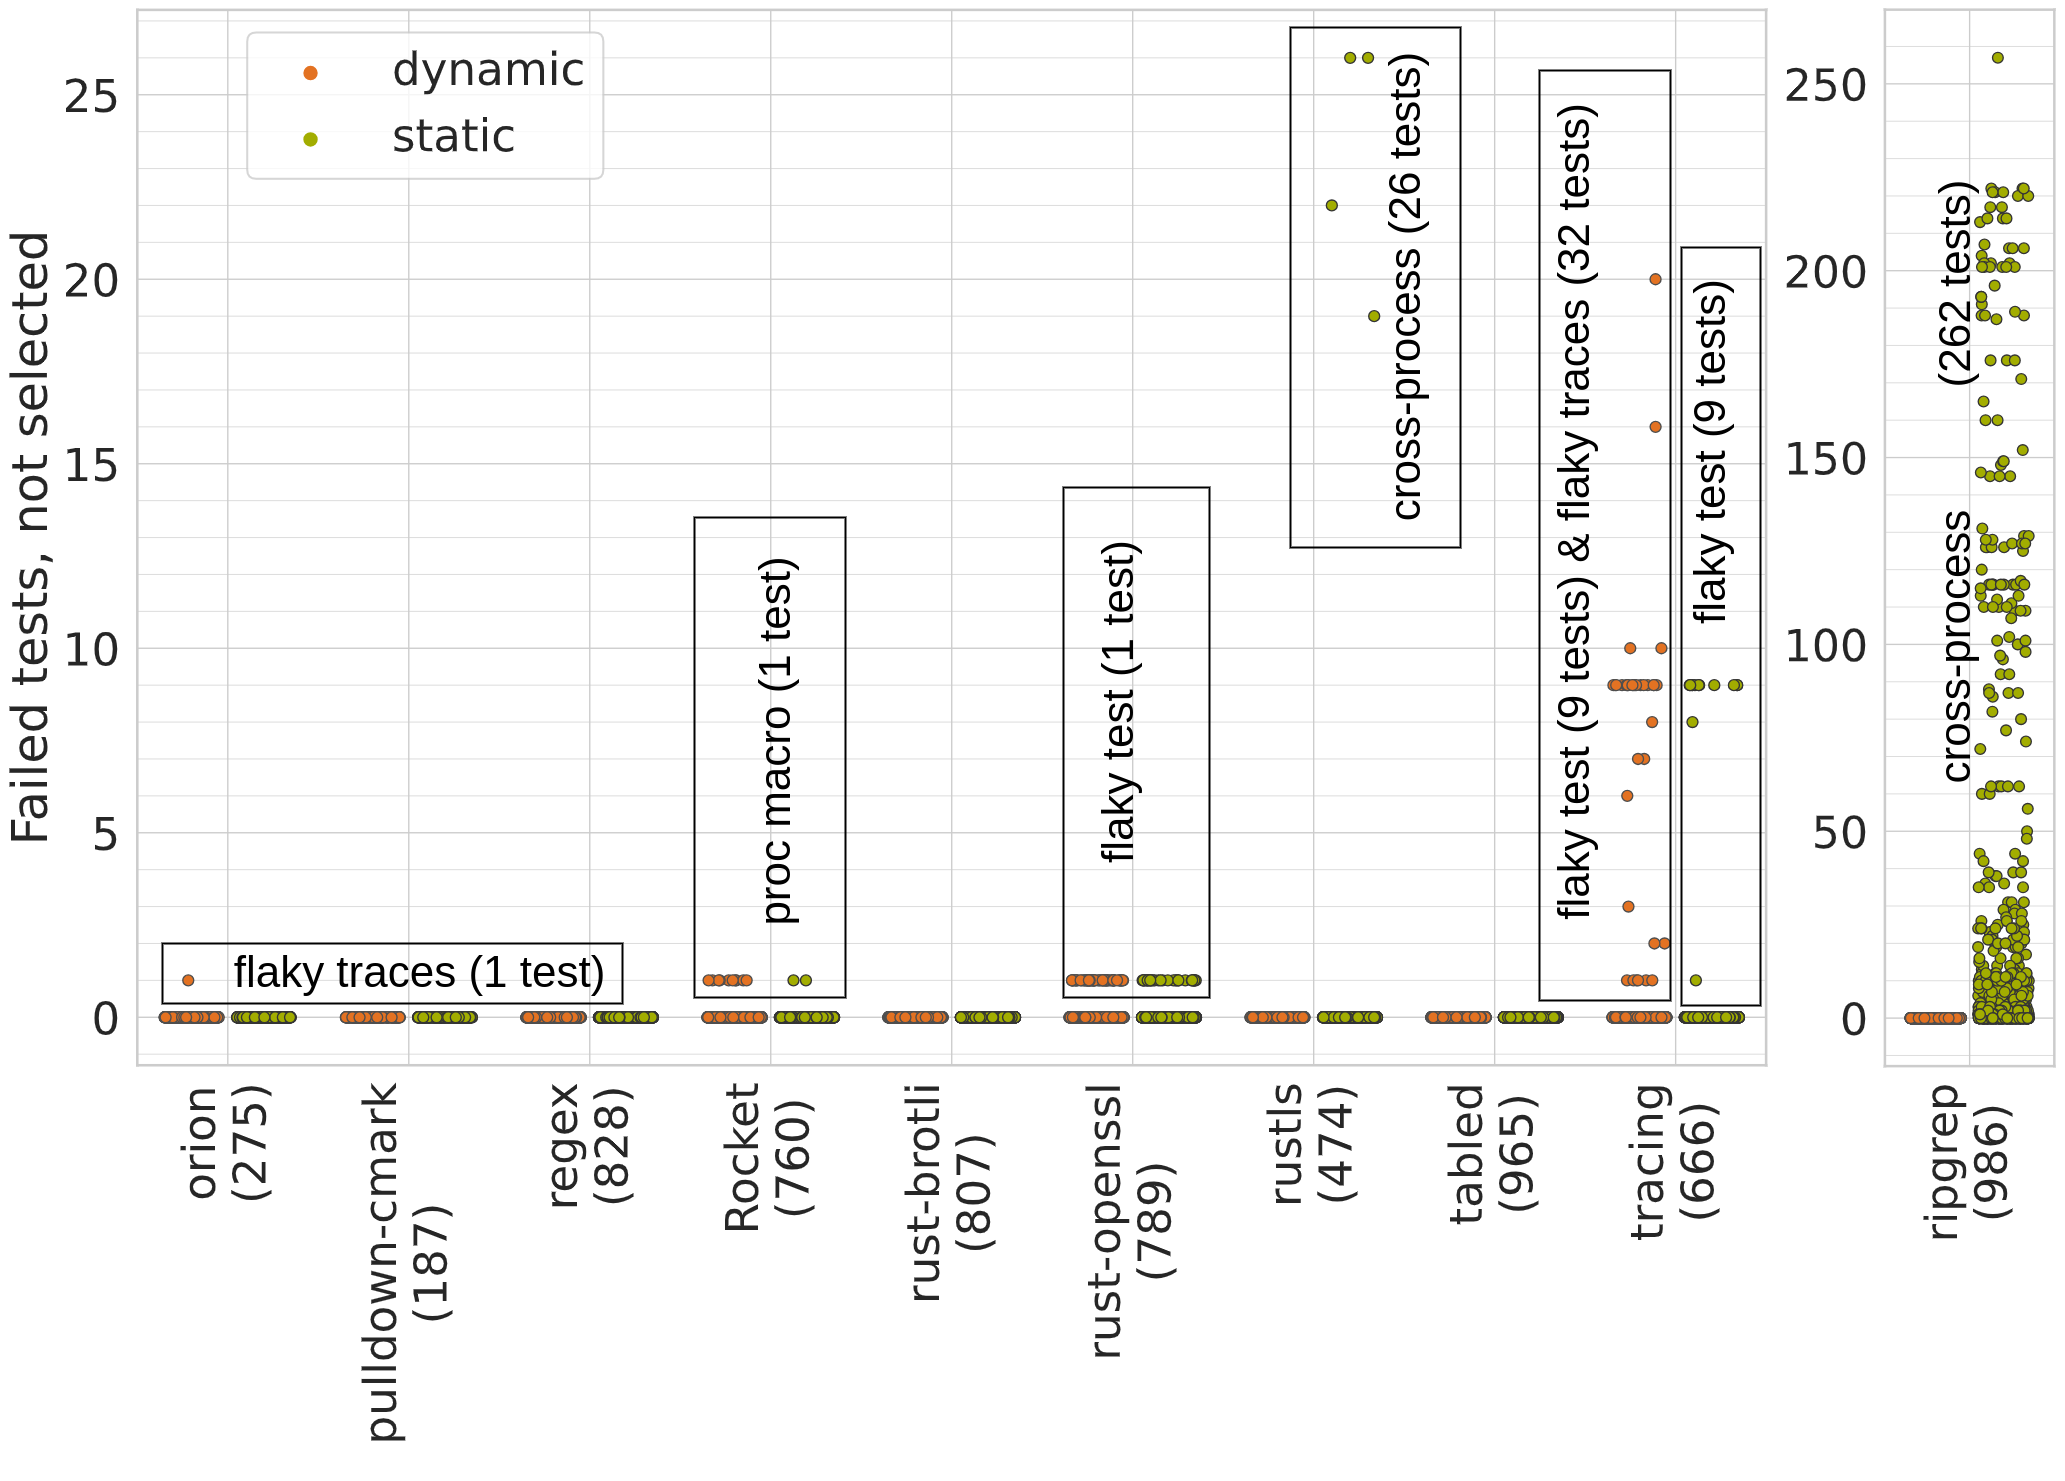 dynamic
static
Failed tests, not selected
25
20
15
10
5
0
flaky traces (1 test)
proc macro (1 test)
flaky test (1 test)
cross-process (26 tests)
flaky test (9 tests) & flaky traces (32 tests)
flaky test (9 tests)
orion
(275)
pulldown-cmark
(187)
regex
(828)
Rocket
(760)
rust-brotli
(807)
rust-openssl
(789)
rustls
(474)
tabled
(965)
tracing
(666)
250
200
150
100
50
0
cross-process (262 tests)
ripgrep
(986)